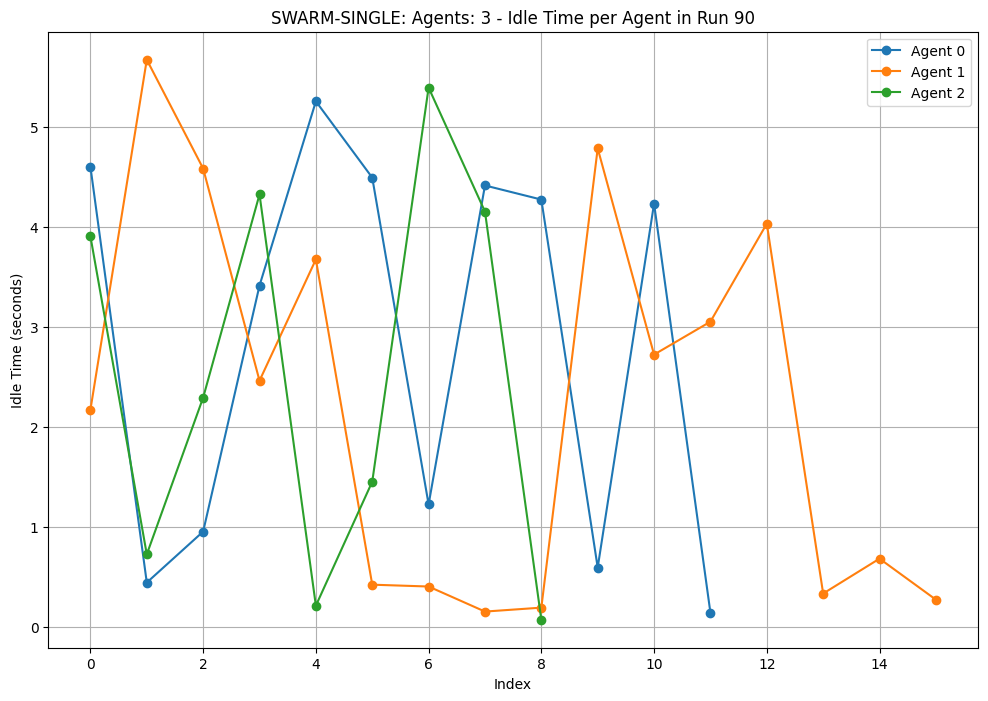 SWARM-SINGLE: Agents: 3 - Idle Time per Agent in Run 90
Agent 0
Agent 1
Agent 2
Idle Time (seconds)
5
4
3
2
1
0
0 2 4 6 8 10 12 14
Index